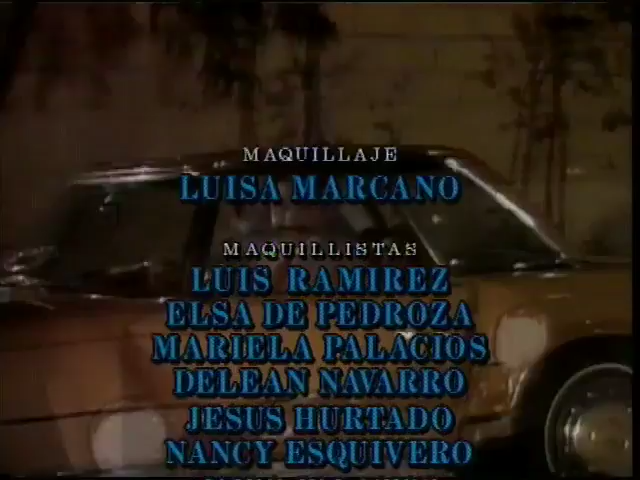 MAQUILLAJE
LUISA MARCANO
MAQUILLISTAS
LUIS RAMIREZ
ELSA DE PEDROZA
MARIELA PALACIOS
DELEAN NAVARRO
JESUS HURTADO
NANCY ESQUIVERO